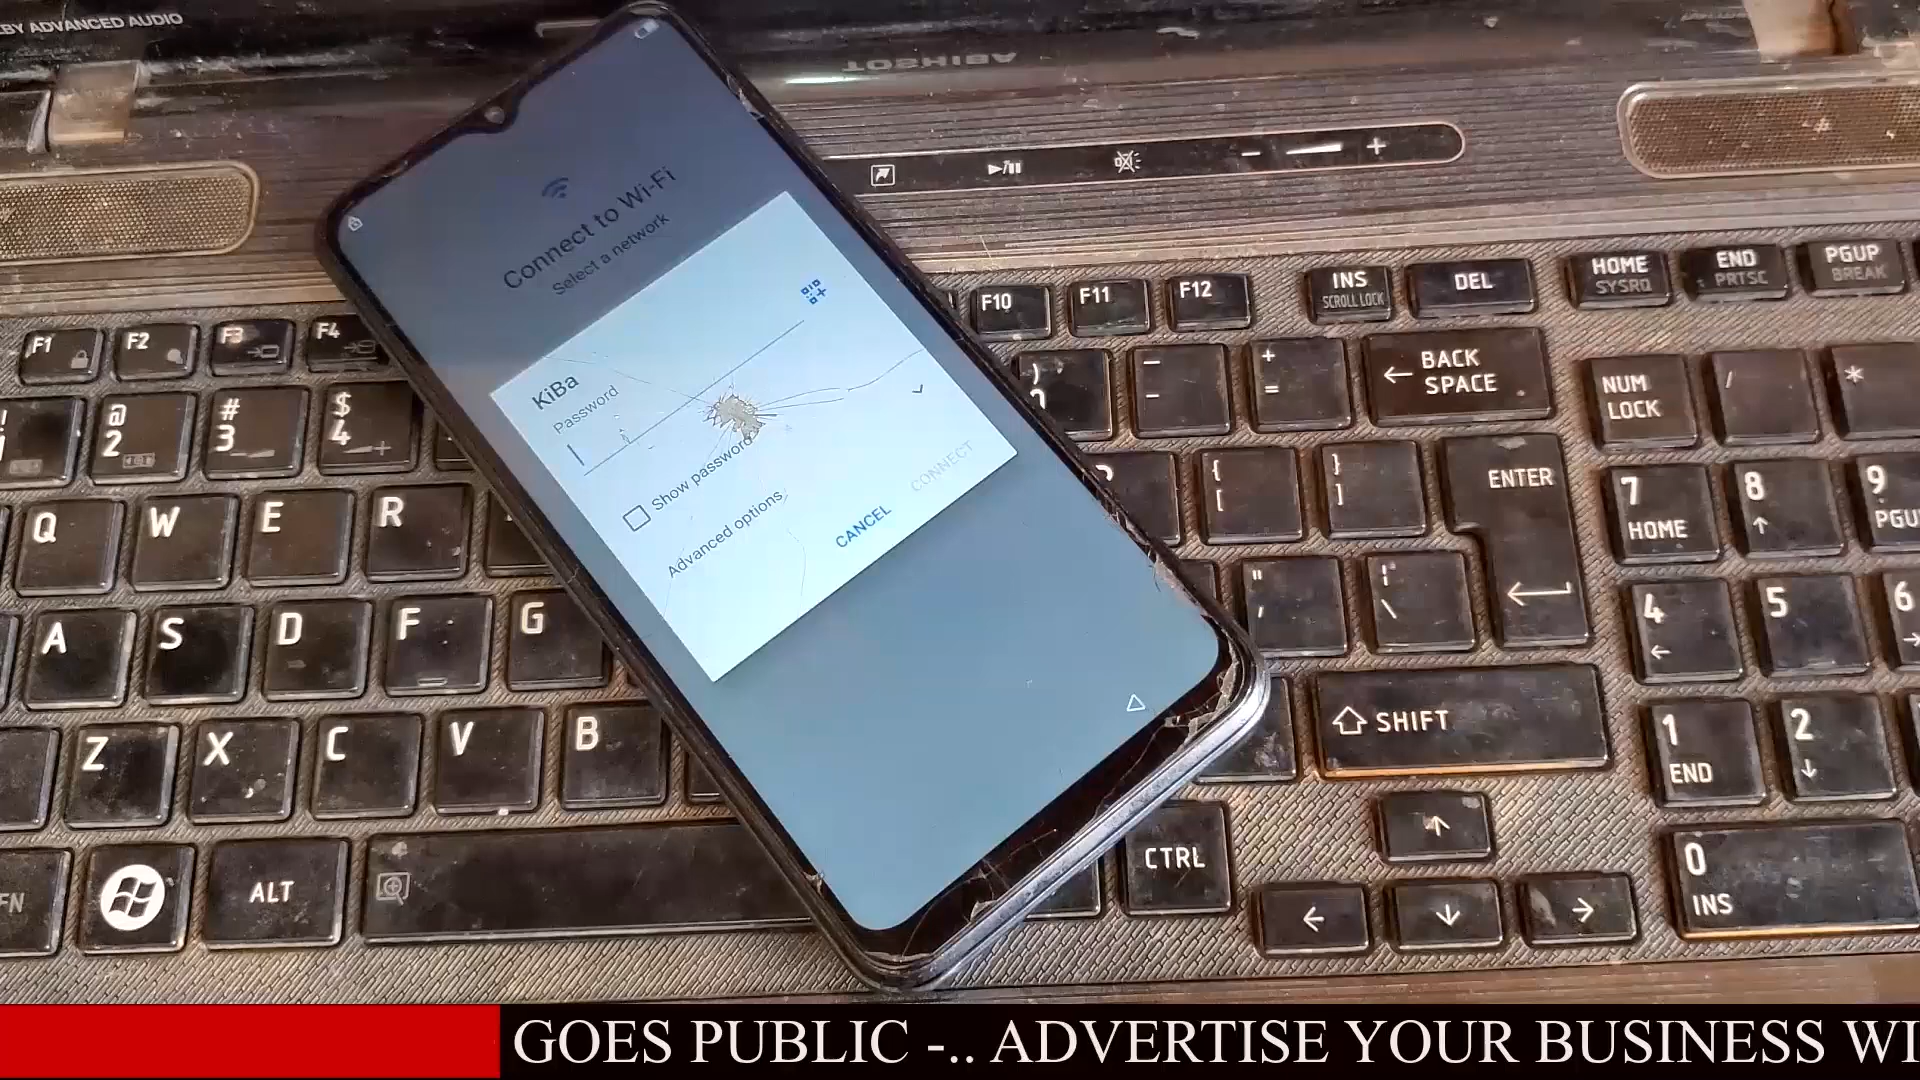 BY ADVANCED AUDIO
TOSHIBA
Connect to Wi-Fi
Select a network
KiBa
Password
Show password
Advanced options
CANCEL
CONNECT
F1
F2
F3
F4
F10
F11
F12
INS
SCROLL LOCK
DEL
HOME
SYSRQ
END
PRTSC
PGUP
BREAK
!
@
2
#
3
$
4
)
0
_
-
+
=
← BACK
SPACE
NUM
LOCK
/
*
Q
W
E
R
{
[
}
]
ENTER
7
HOME
8
↑
9
PGU
A
S
D
F
G
"
'
\
4
←
5
6
→
Z
X
C
V
B
SHIFT
1
END
2
↓
FN
ALT
CTRL
↑
←
↓
→
0
INS
GOES PUBLIC -.. ADVERTISE YOUR BUSINESS WI